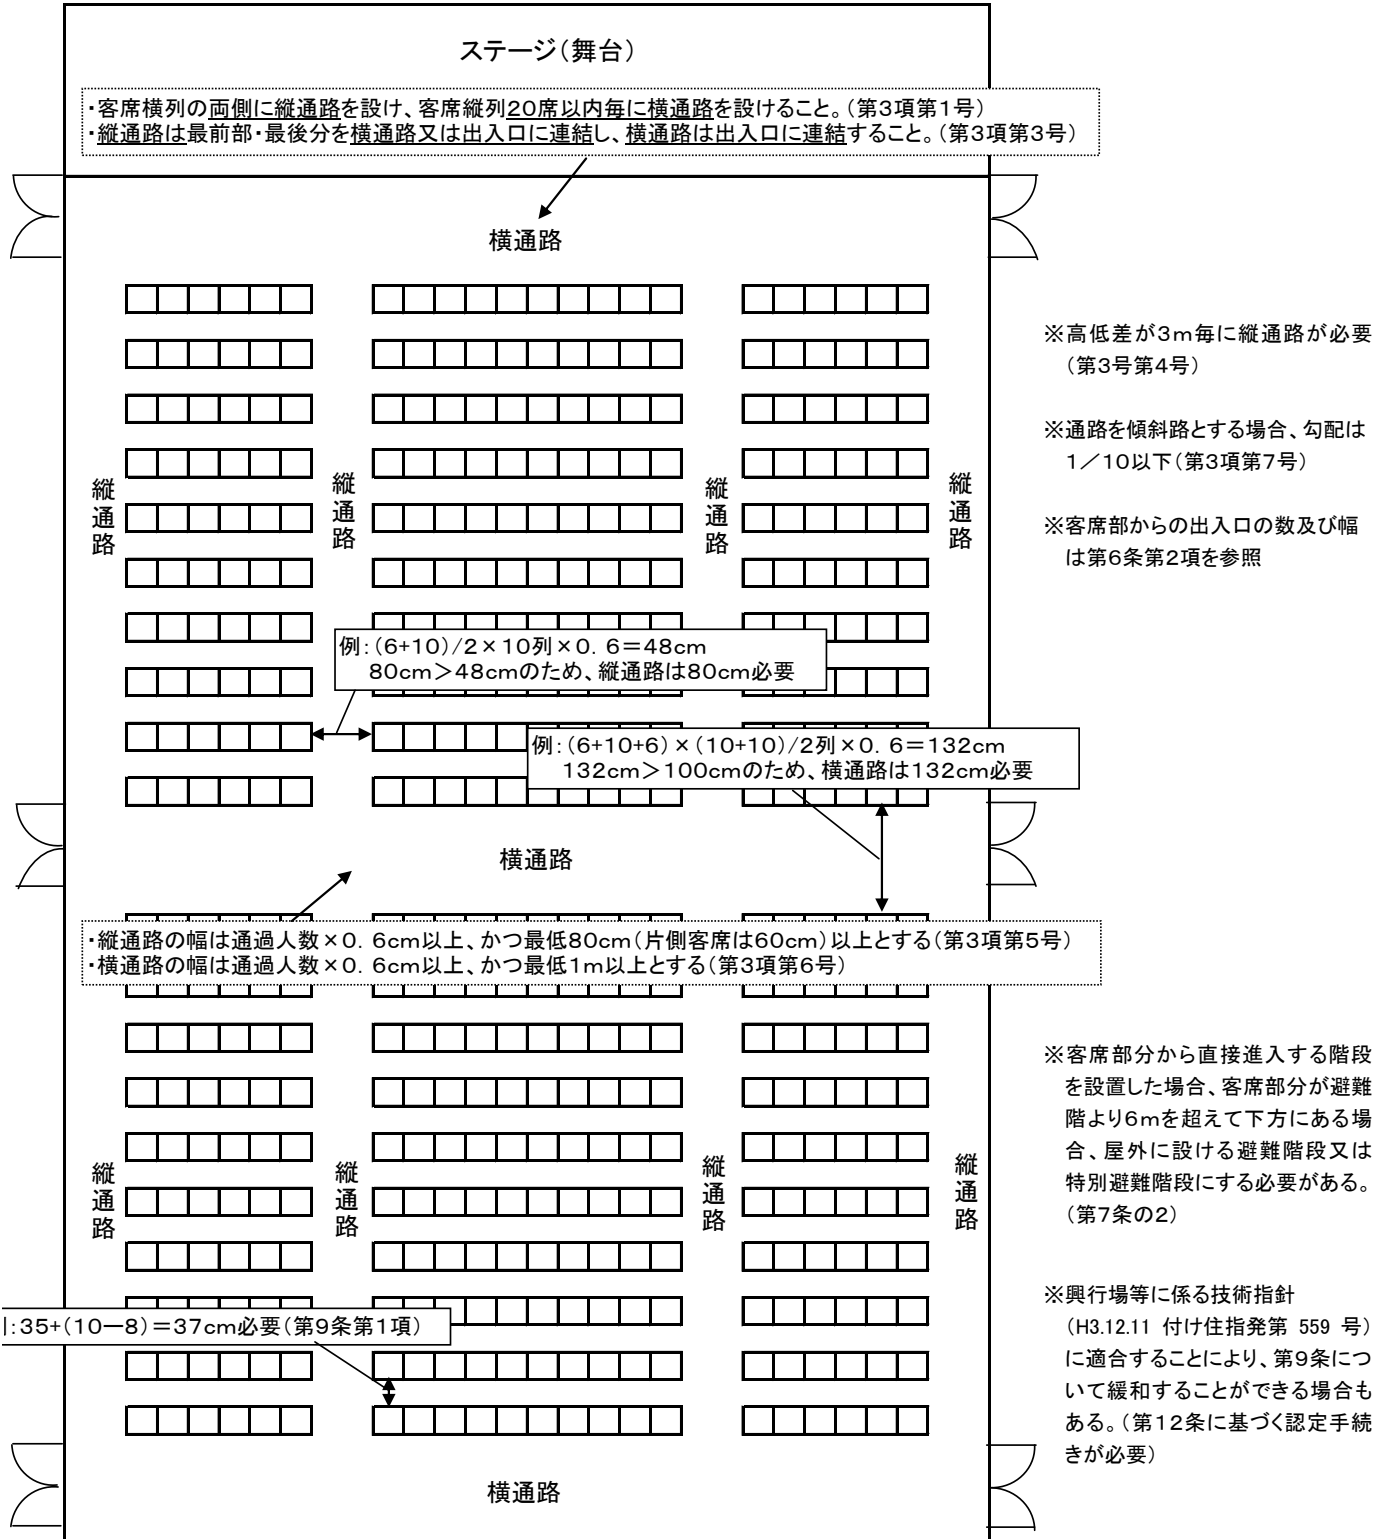 ステージ(舞台)
・客席横列の両側に縦通路を設け、客席縦列20席以内毎に横通路を設けること。(第3項第1号)
・縦通路は最前部・最後分を横通路又は出入口に連結し、横通路は出入口に連結すること。(第3項第3号)
横通路
※高低差が3m毎に縦通路が必要
(第3号第4号)
※通路を傾斜路とする場合、勾配は
1/10以下(第3項第7号)
※客席部からの出入口の数及び幅
は第6条第2項を参照
縦通路
縦通路
縦通路
縦通路
例:(6+10)/2×10列×0.6=48cm
80cm>48cmのため、縦通路は80cm必要
例:(6+10+6)×(10+10)/2列×0.6=132cm
132cm>100cmのため、横通路は132cm必要
横通路
・縦通路の幅は通過人数×0.6cm以上、かつ最低80cm(片側客席は60cm)以上とする(第3項第5号)
・横通路の幅は通過人数×0.6cm以上、かつ最低1m以上とする(第3項第6号)
※客席部分から直接進入する階段
を設置した場合、客席部分が避難
階より6mを超えて下方にある場
合、屋外に設ける避難階段又は
特別避難階段にする必要がある。
(第7条の2)
縦通路
縦通路
縦通路
縦通路
:35+(10―8)=37cm必要(第9条第1項)
※興行場等に係る技術指針
(H3.12.11 付け住指発第 559 号)
に適合することにより、第9条につ
いて緩和することができる場合も
ある。(第12条に基づく認定手続
きが必要)
横通路